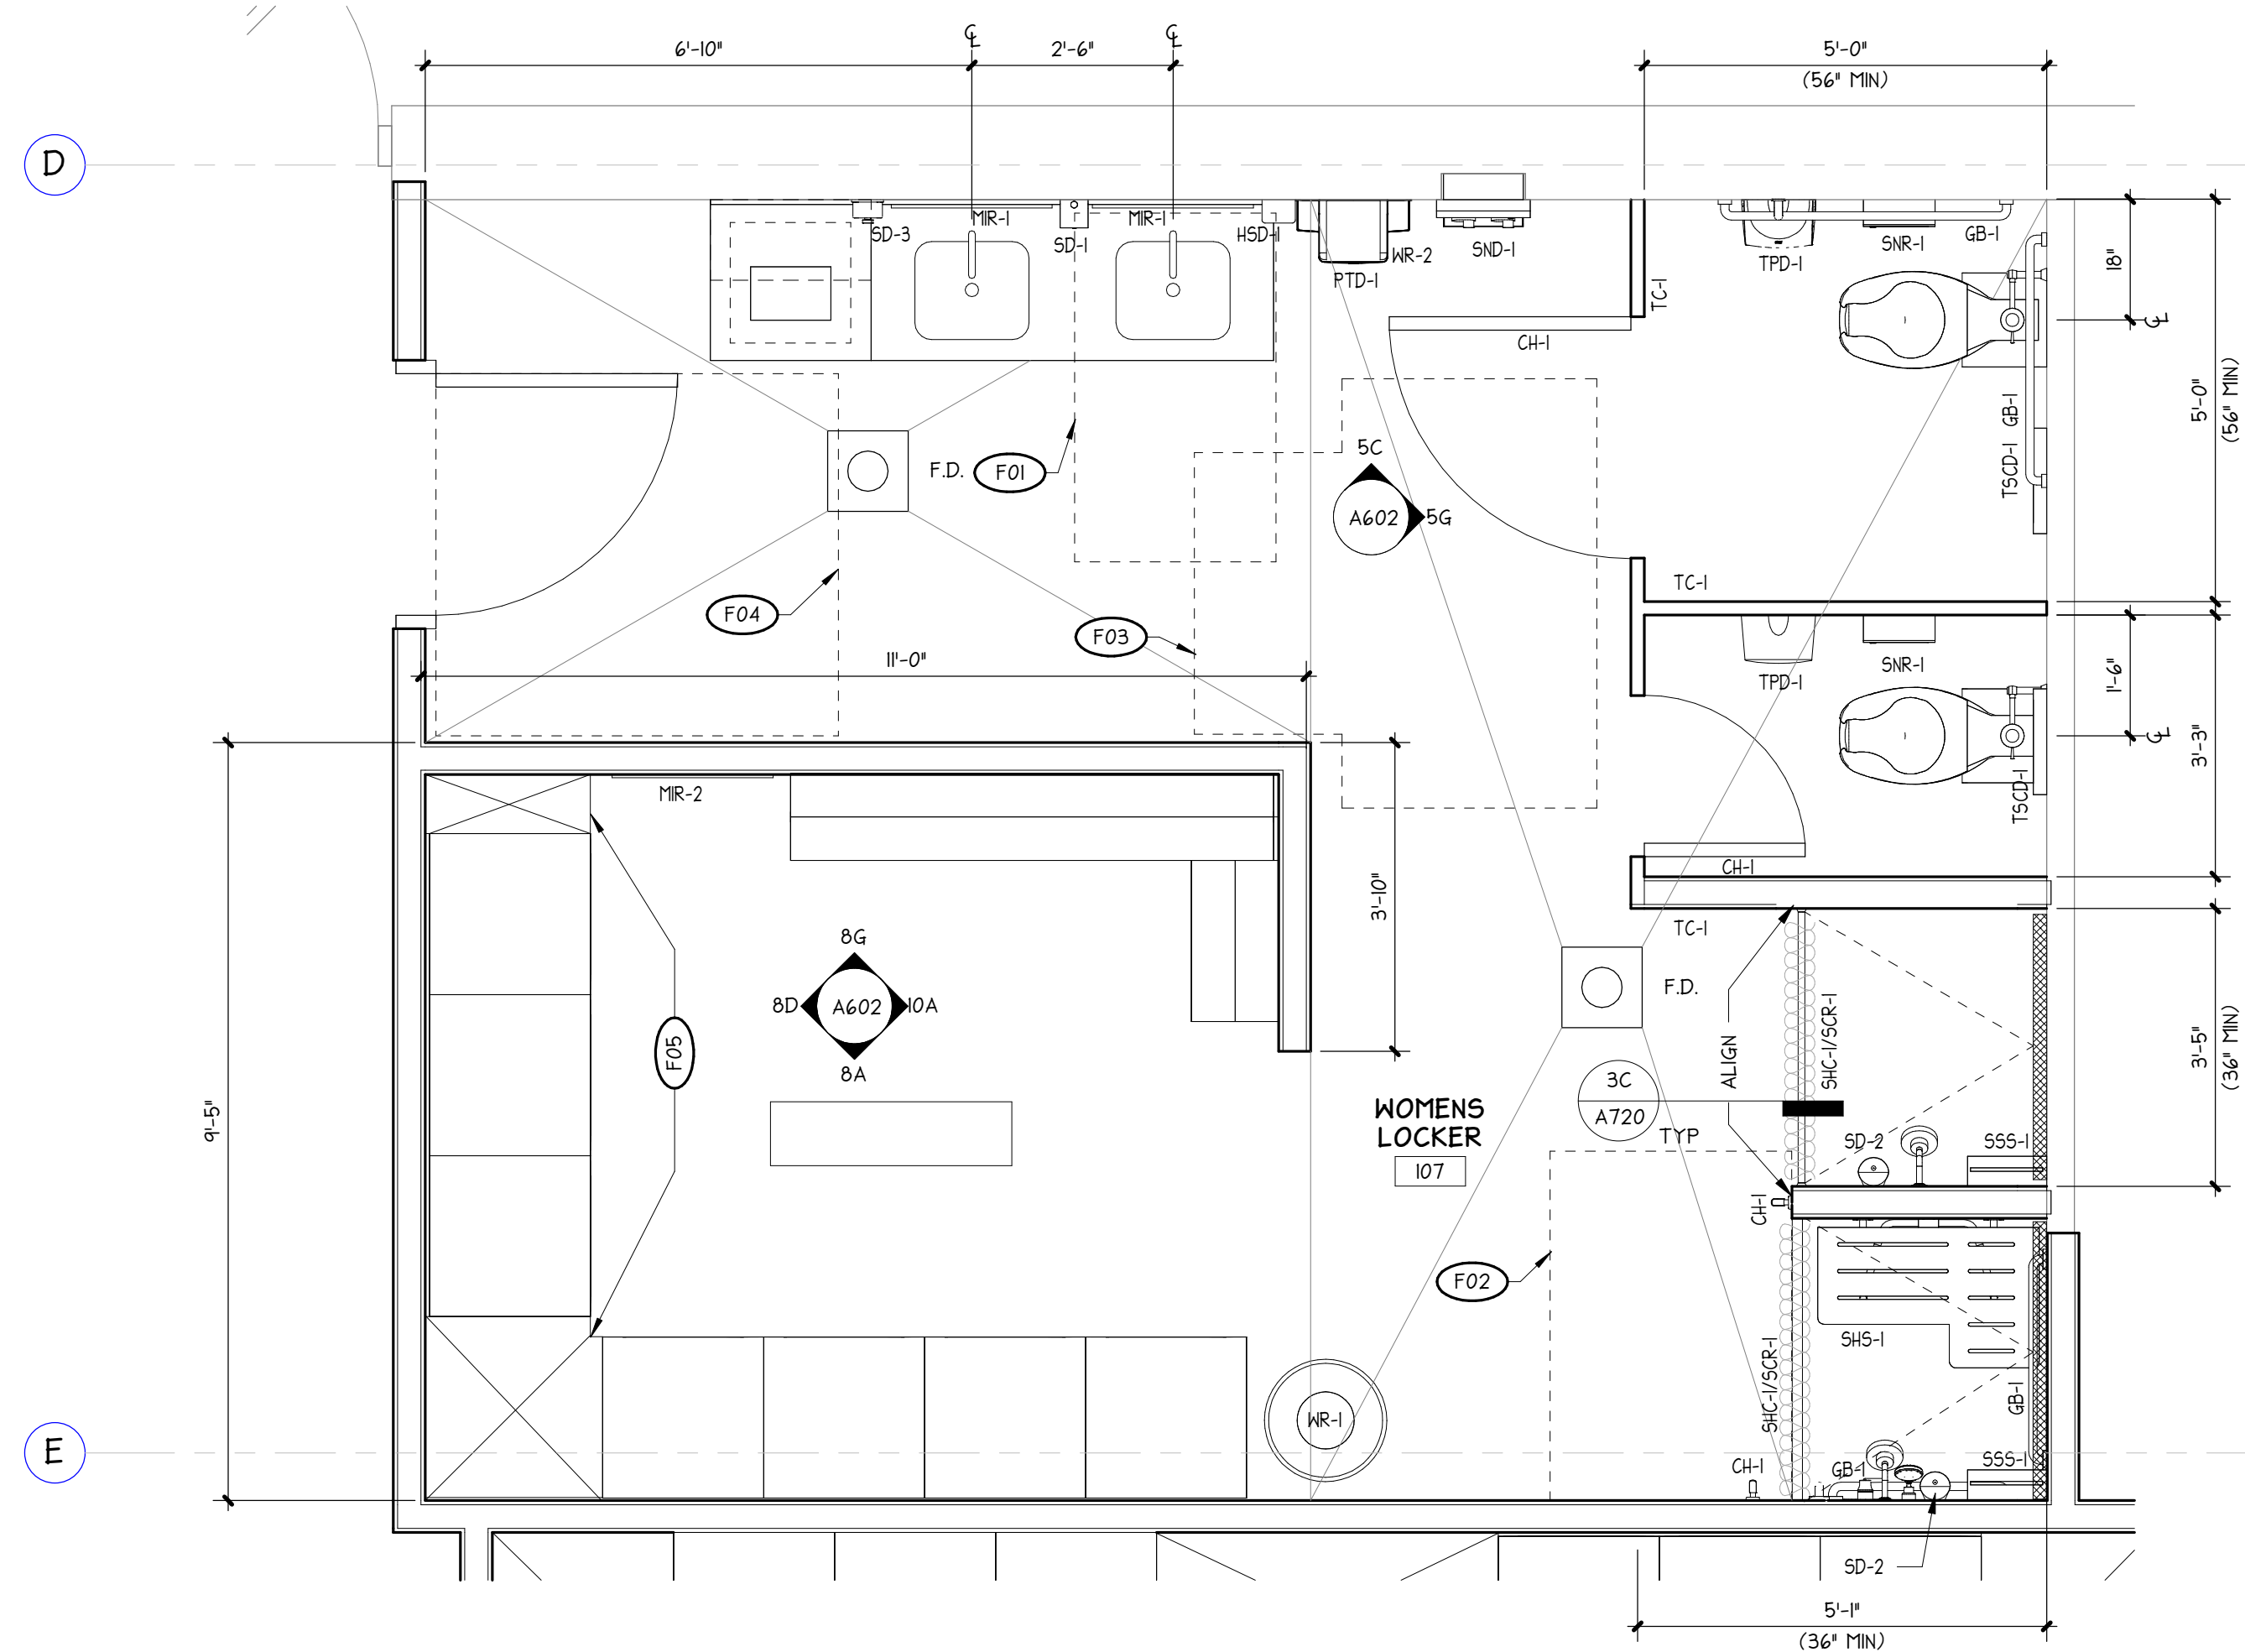 ℄
℄
6'-10"
2'-6"
5'-0"
(56" MIN)
D
MIR-1
MIR-1
SD-3
SD-1
HSD-1
WR-2
PTD-1
SND-1
TC-1
CH-1
TPD-1
SNR-1
GB-1
18"
℄
5'-0"
(56" MIN)
GB-1
TSCD-1
F.D.
F01
5C
A602
5G
F04
F03
TC-1
11'-0"
TPD-1
SNR-1
1'-6"
℄
3'-3"
TSCD-1
MIR-2
CH-1
3'-10"
TC-1
8G
8D
A602
10A
8A
F05
F.D.
ALIGN
SHC-1/SCR-1
3'-5"
(36" MIN)
9'-5"
3C
A720
TYP
WOMENS
LOCKER
107
SD-2
SSS-1
CH-1
F02
SHS-1
SHC-1/SCR-1
GB-1
WR-1
E
CH-1
GB-1
SSS-1
SD-2
5'-1"
(36" MIN)